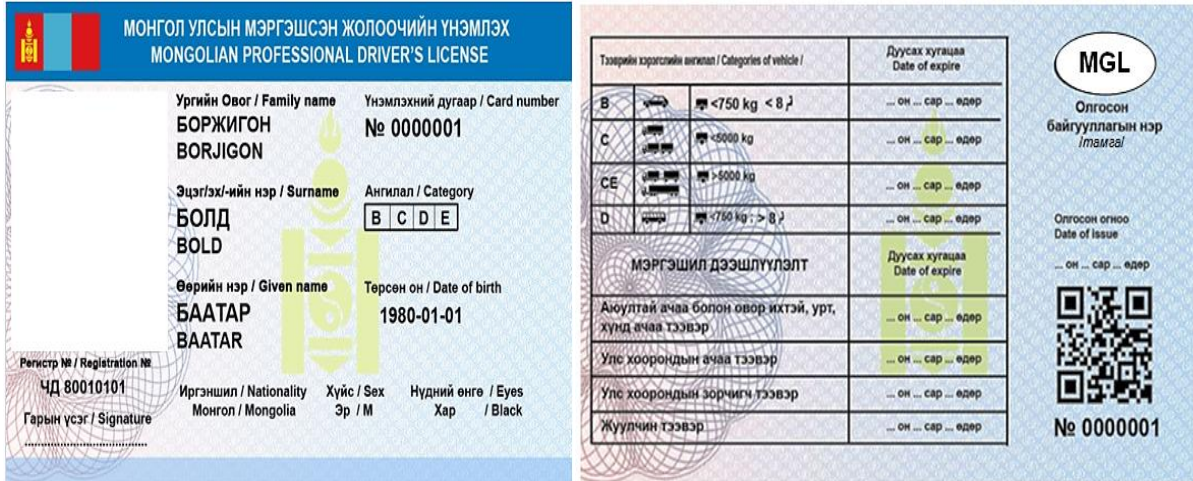 МОНГОЛ УЛСЫН МЭРГЭШСЭН ЖОЛООЧИЙН ҮНЭМЛЭХ
MONGOLIAN PROFESSIONAL DRIVER'S LICENSE
Ургийн Овог / Family name
БОРЖИГОН
BORJIGON
Үнэмлэхний дугаар / Card number
№ 0000001
Эцэг/эх/-ийн нэр / Surname
БОЛД
BOLD
Ангилал / Category
B C D E
Өөрийн нэр / Given name
БААТАР
BAATAR
Төрсөн он / Date of birth
1980-01-01
Регистр № / Registration №
ЧД 80010101
Гарын үсэг / Signature
Иргэншил / Nationality
Монгол / Mongolia
Хүйс / Sex
Эр / M
Нүдний өнгө / Eyes
Хар / Black
Тээврийн хэрэгслийн ангилал / Categories of vehicle /
Дуусах хугацаа
Date of expire
B <750 kg < 8
... он ... сар ... өдөр
C <5000 kg
... он ... сар ... өдөр
CE >5000 kg
... он ... сар ... өдөр
D <750 kg ; > 8
... он ... сар ... өдөр
МЭРГЭШИЛ ДЭЭШЛҮҮЛЭЛТ
Дуусах хугацаа
Date of expire
Аюултай ачаа болон овор ихтэй, урт,
хүнд ачаа тээвэр
... он ... сар ... өдөр
Улс хоорондын ачаа тээвэр
... он ... сар ... өдөр
Улс хоорондын зорчигч тээвэр
... он ... сар ... өдөр
Жуулчин тээвэр
... он ... сар ... өдөр
MGL
Олгосон
байгууллагын нэр
/тамга/
Олгосон огноо
Date of issue
... он ... сар ... өдөр
№ 0000001